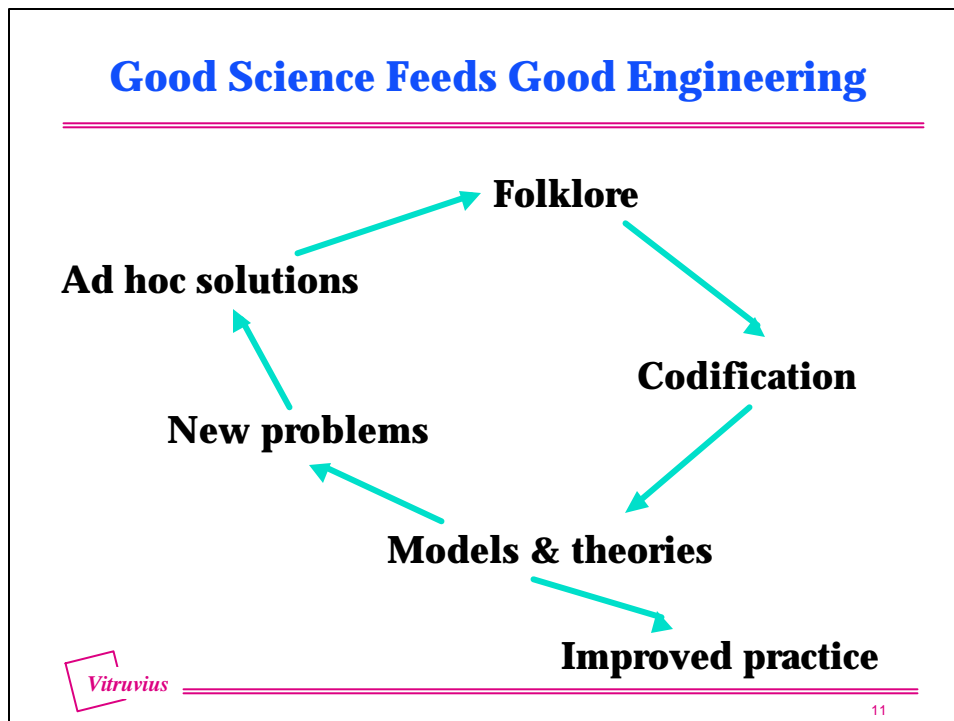 Good Science Feeds Good Engineering
Folklore
Ad hoc solutions
Codification
New problems
Models & theories
Improved practice
Vitruvius
11